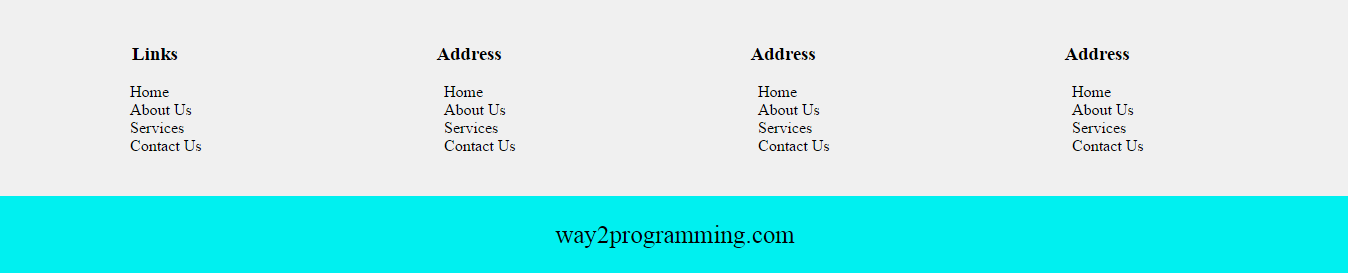 Links
Home
About Us
Services
Contact Us
Address
Home
About Us
Services
Contact Us
Address
Home
About Us
Services
Contact Us
Address
Home
About Us
Services
Contact Us
way2programming.com